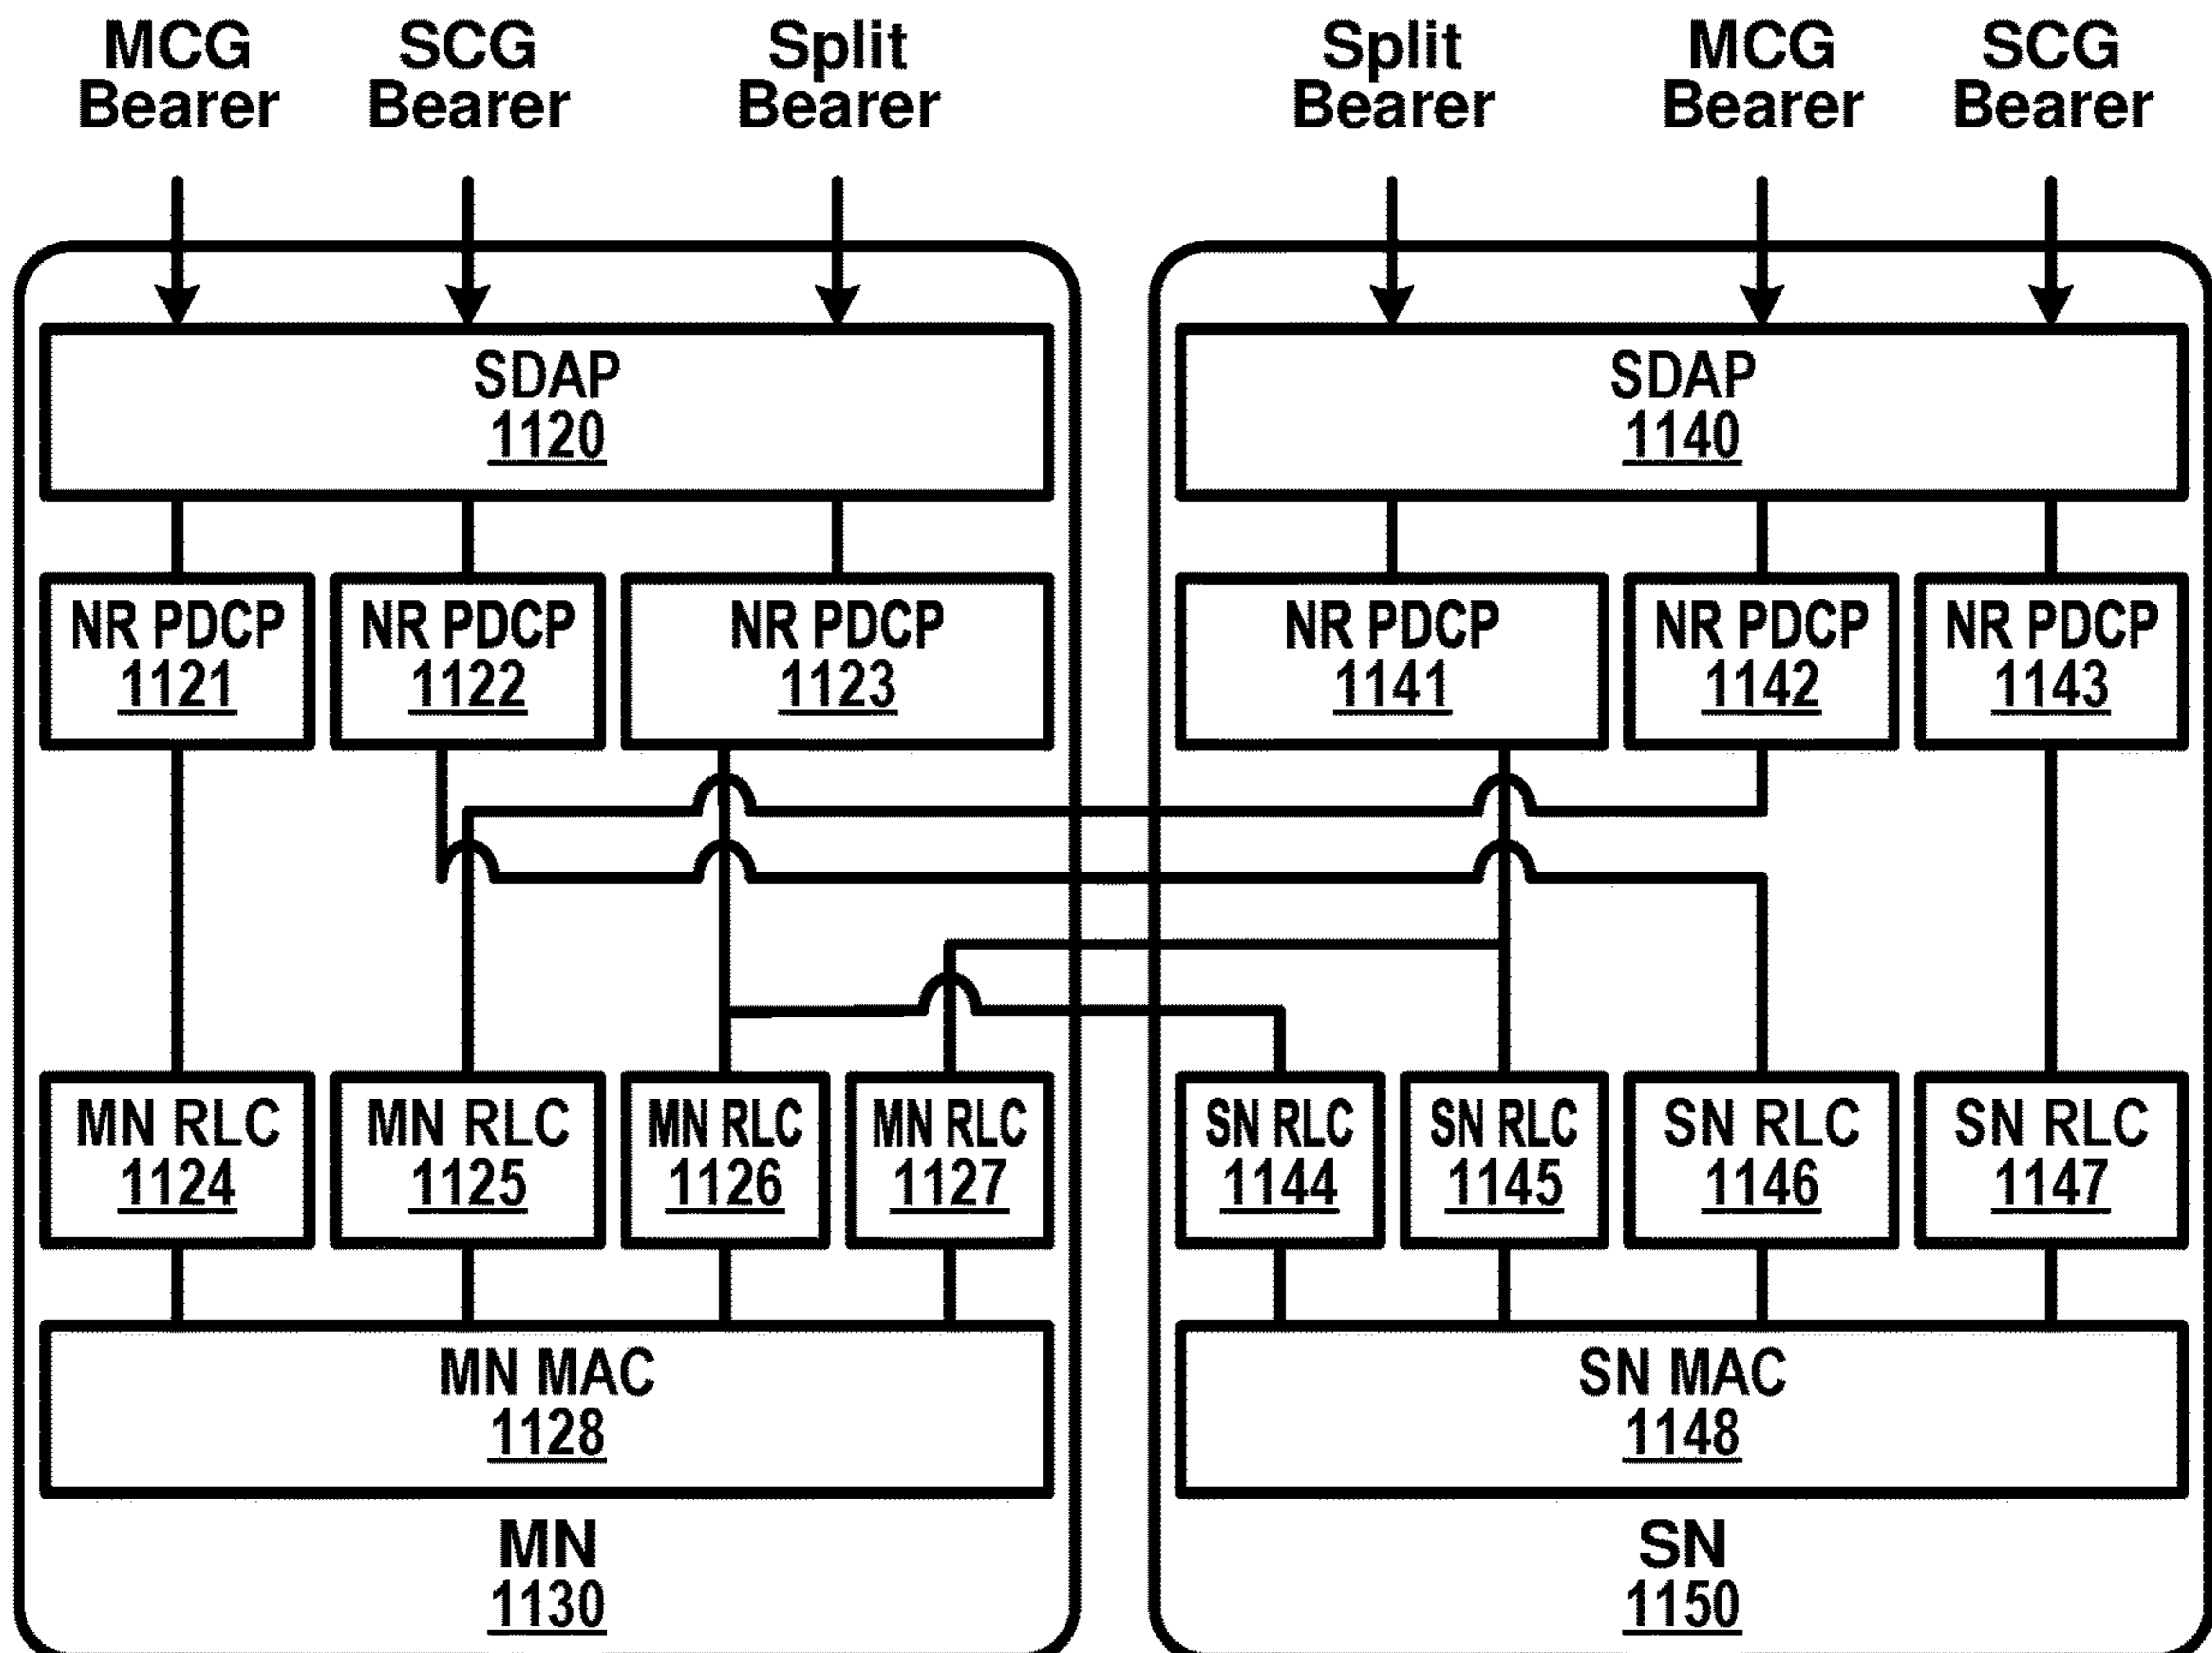 MCG
Bearer
SCG
Bearer
Split
Bearer
Split
Bearer
MCG
Bearer
SCG
Bearer
SDAP
1120
SDAP
1140
NR PDCP
1121
NR PDCP
1122
NR PDCP
1123
NR PDCP
1141
NR PDCP
1142
NR PDCP
1143
MN RLC
1124
MN RLC
1125
MN RLC
1126
MN RLC
1127
SN RLC
1144
SN RLC
1145
SN RLC
1146
SN RLC
1147
MN MAC
1128
SN MAC
1148
MN
1130
SN
1150